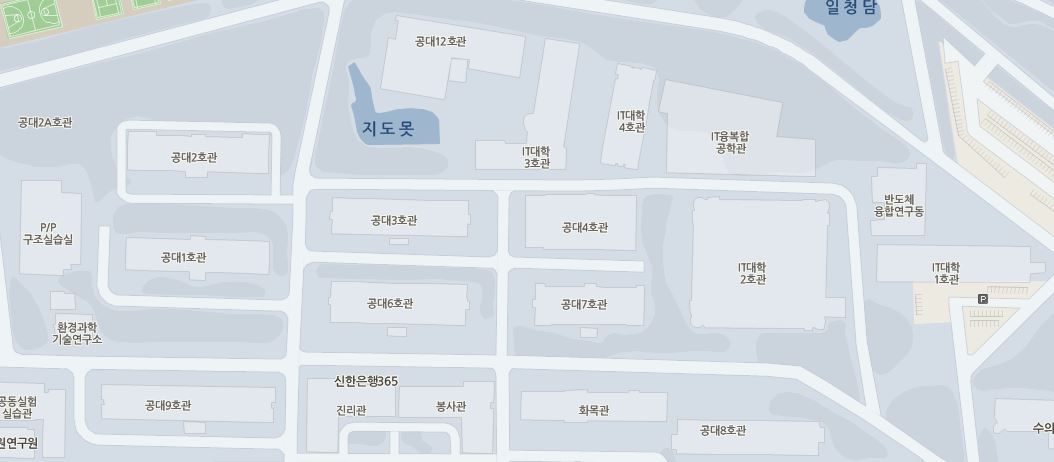 일청담
공대12호관
지도못
IT대학
4호관
공대2A호관
IT융복합
공학관
공대2호관
IT대학
3호관
반도체
융합연구동
P/P
구조실습실
공대3호관
공대4호관
공대1호관
IT대학
2호관
IT대학
1호관
P
공대6호관
공대7호관
환경과학
기술연구소
신한은행365
공동실험
실습관
공대9호관
진리관
봉사관
화목관
공대8호관
수의
원연구원